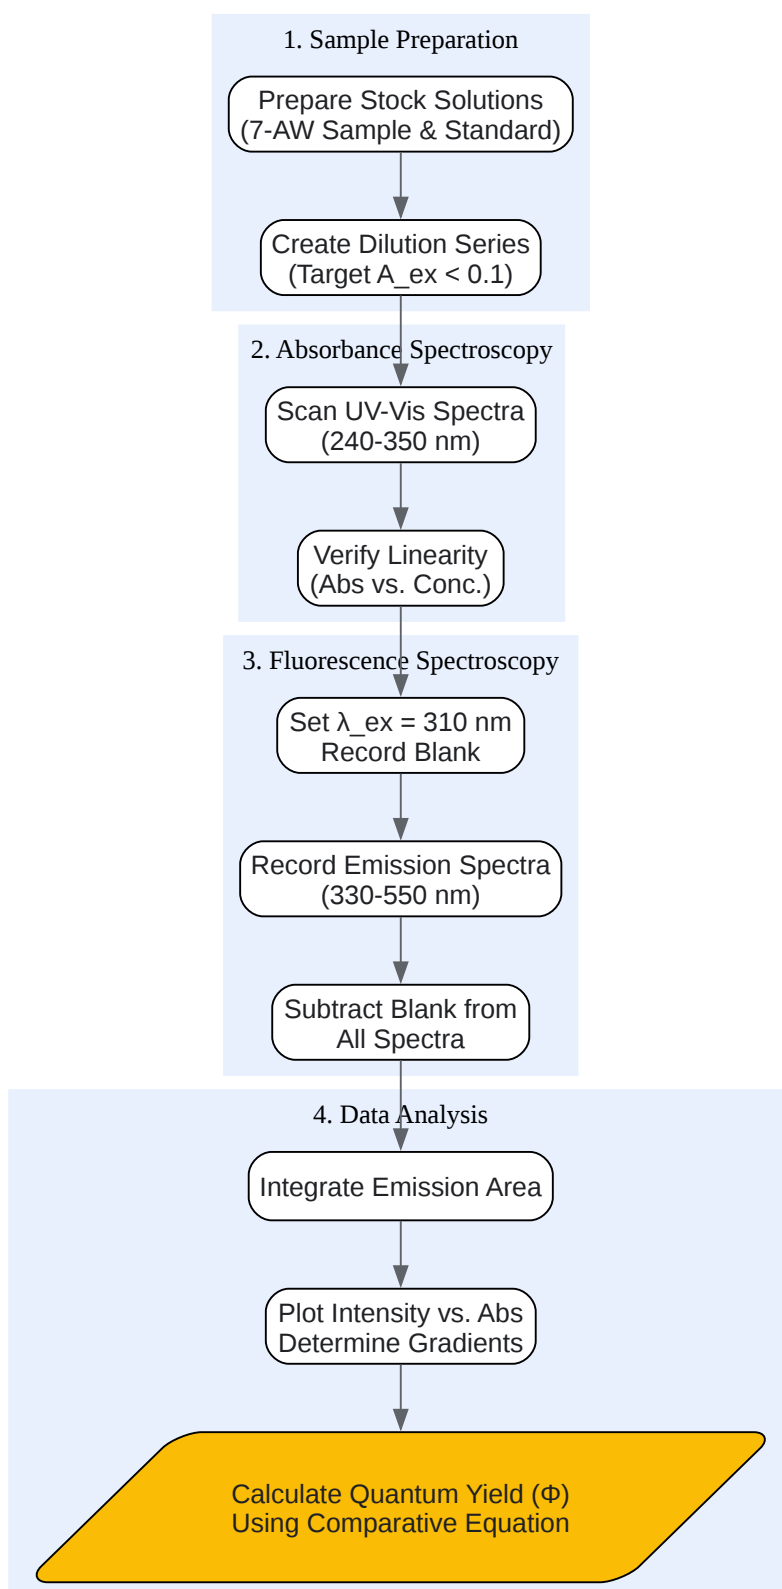 1. Sample Preparation
Prepare Stock Solutions
(7-AW Sample & Standard)
Create Dilution Series
(Target A_ex < 0.1)
2. Absorbance Spectroscopy
Scan UV-Vis Spectra
(240-350 nm)
Verify Linearity
(Abs vs. Conc.)
3. Fluorescence Spectroscopy
Set λ_ex = 310 nm
Record Blank
Record Emission Spectra
(330-550 nm)
Subtract Blank from
All Spectra
4. Data Analysis
Integrate Emission Area
Plot Intensity vs. Abs
Determine Gradients
Calculate Quantum Yield (Φ)
Using Comparative Equation